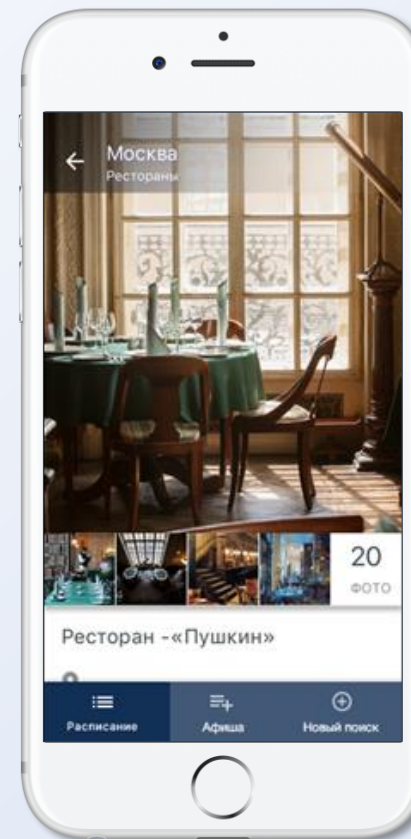 Москва
Рестораны
20
ФОТО
Ресторан -«Пушкин»
Расписание
Афиша
Новый поиск